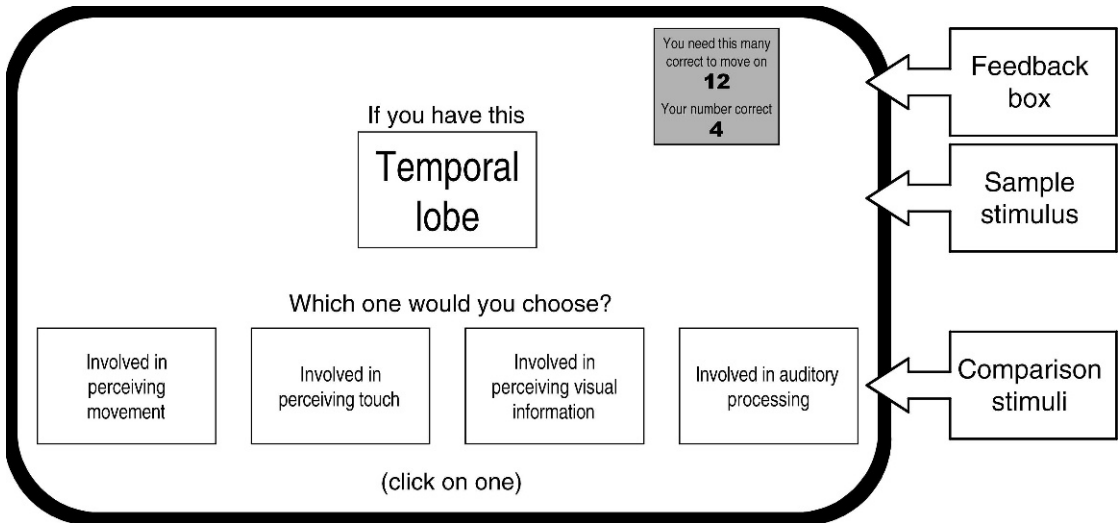 You need this many
correct to move on
12
Your number correct
4
If you have this
Temporal
lobe
Which one would you choose?
Involved in
perceiving
movement
Involved in
perceiving touch
Involved in
perceiving visual
information
Involved in auditory
processing
(click on one)
Feedback
box
Sample
stimulus
Comparison
stimuli